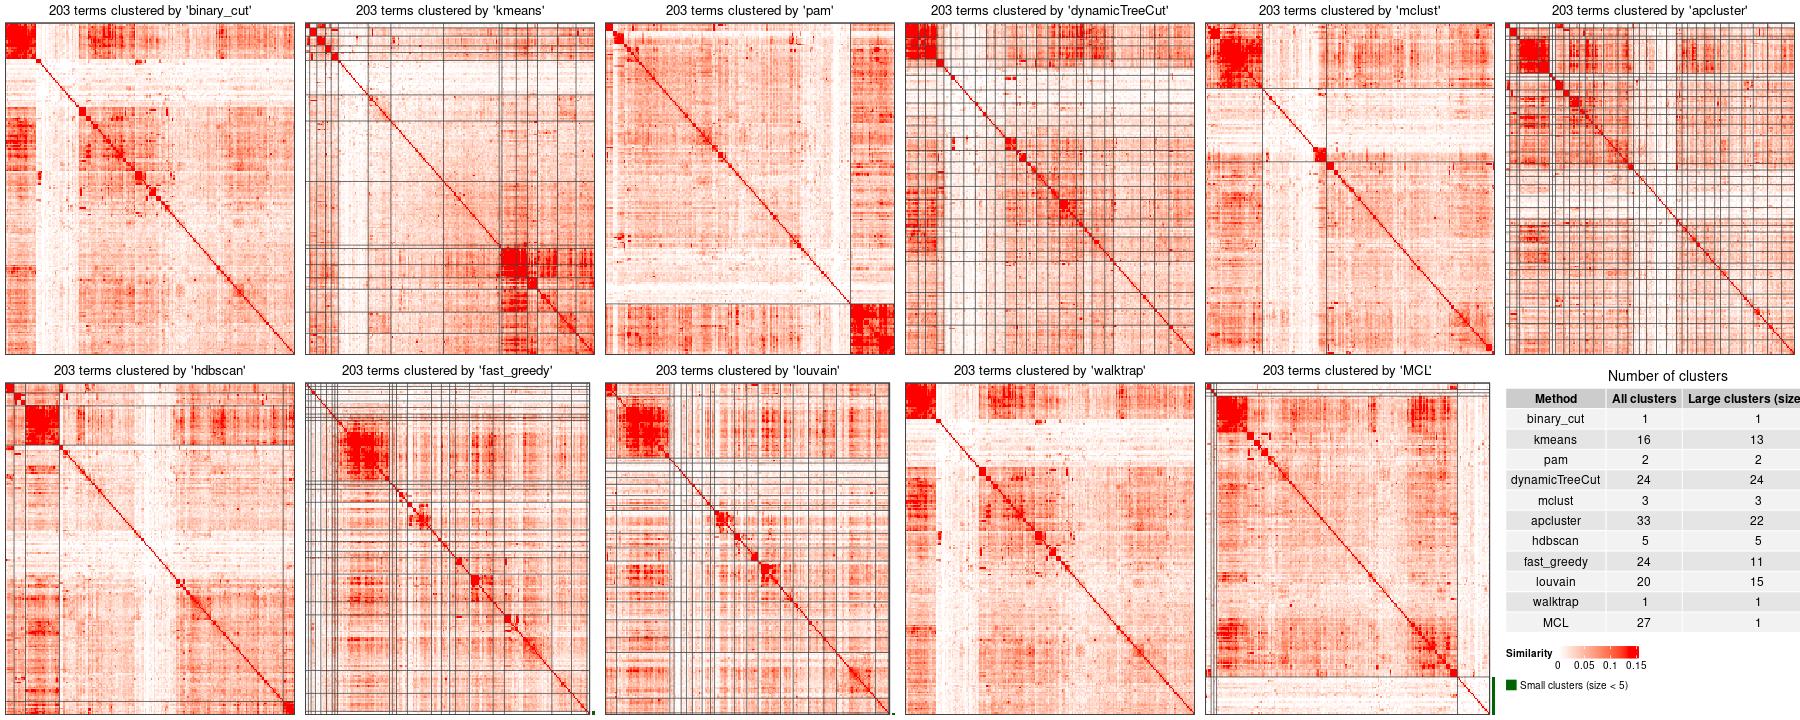 203 terms clustered by 'binary_cut'
203 terms clustered by 'kmeans'
203 terms clustered by 'pam'
203 terms clustered by 'dynamicTreeCut'
203 terms clustered by 'mclust'
203 terms clustered by 'apcluster'
203 terms clustered by 'hdbscan'
203 terms clustered by 'fast_greedy'
203 terms clustered by 'louvain'
203 terms clustered by 'walktrap'
203 terms clustered by 'MCL'
Number of clusters
Method All clusters Large clusters (size
binary_cut 1 1
kmeans 16 13
pam 2 2
dynamicTreeCut 24 24
mclust 3 3
apcluster 33 22
hdbscan 5 5
fast_greedy 24 11
louvain 20 15
walktrap 1 1
MCL 27 1
Similarity
0 0.05 0.1 0.15
Small clusters (size < 5)